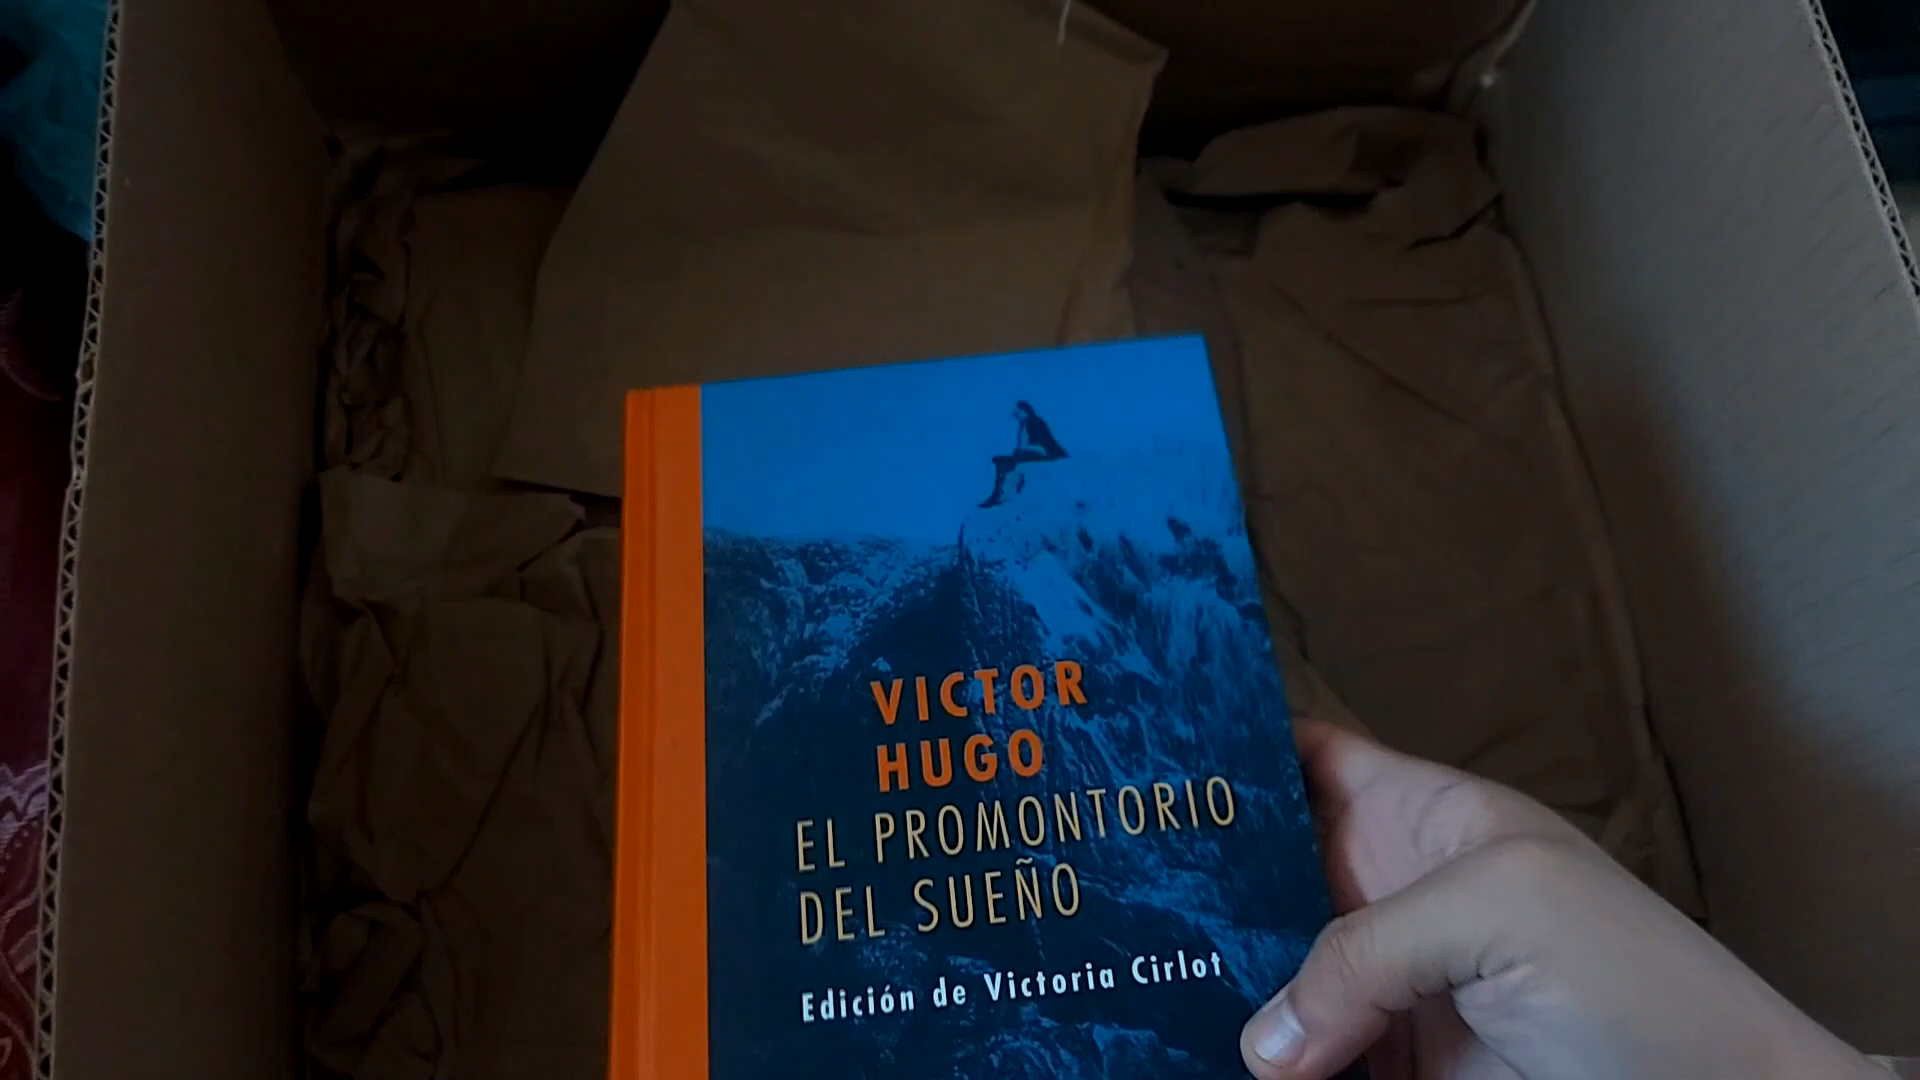 VICTOR
HUGO
EL PROMONTORIO
DEL SUEÑO
Edición de Victoria Cirlot